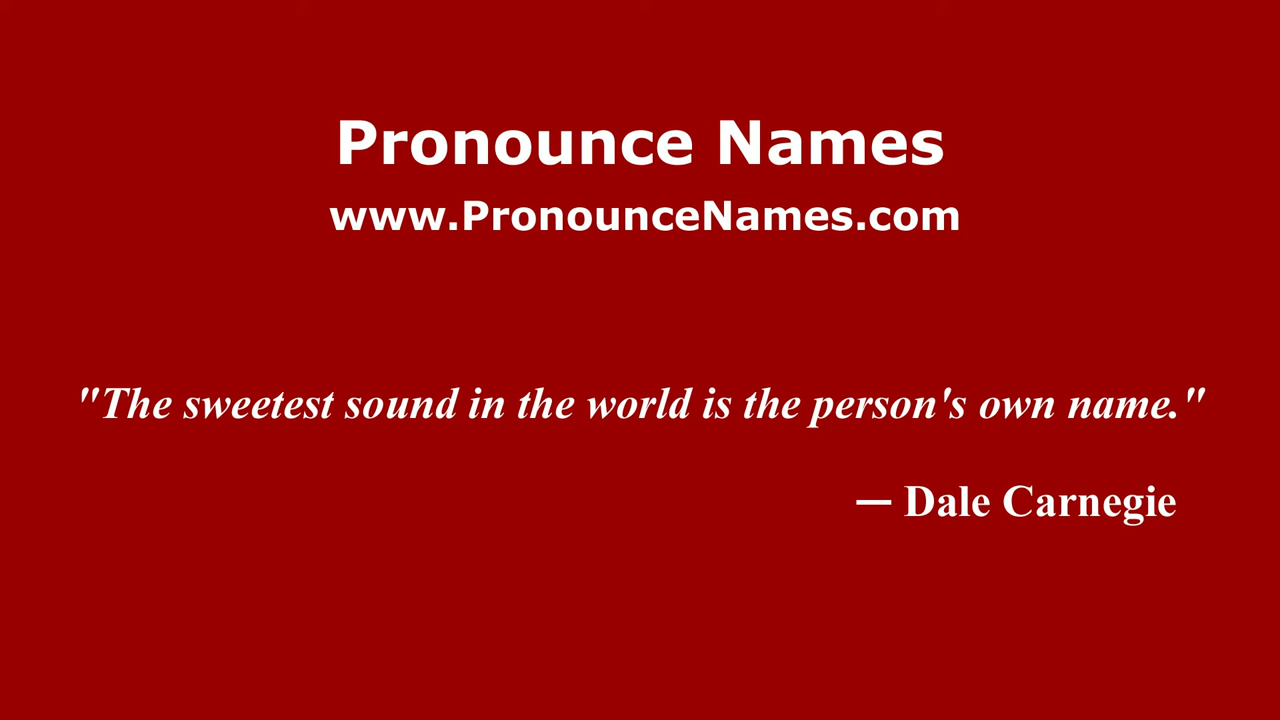 Pronounce Names
www.PronounceNames.com
"The sweetest sound in the world is the person's own name."
— Dale Carnegie